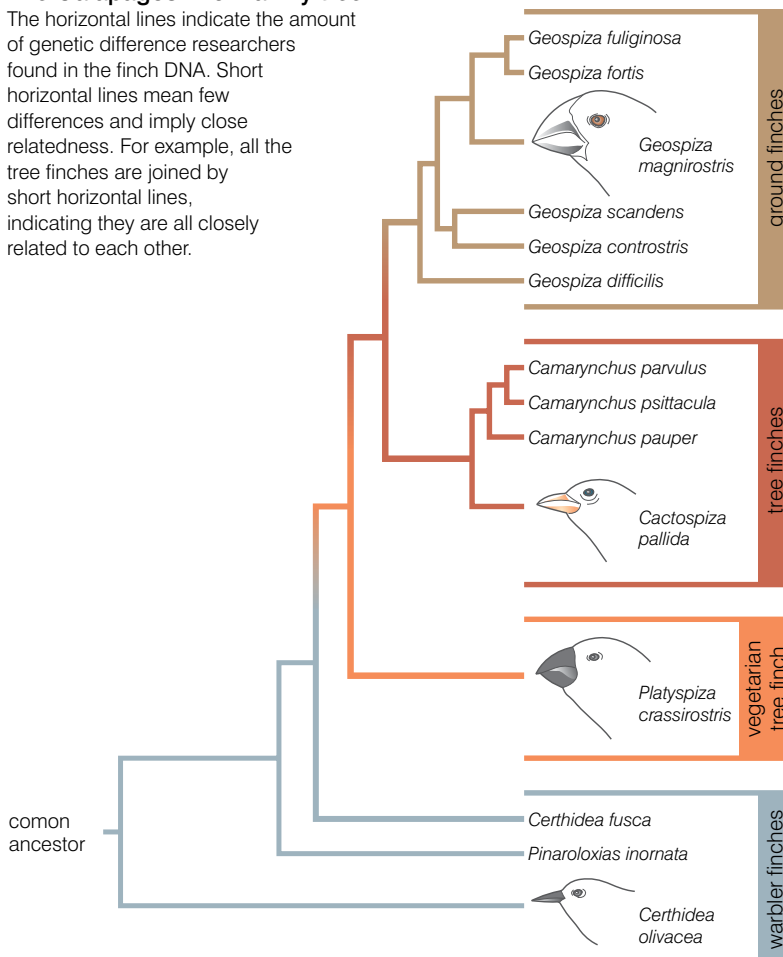 The horizontal lines indicate the amount
of genetic difference researchers
found in the finch DNA. Short
horizontal lines mean few
differences and imply close
relatedness. For example, all the
tree finches are joined by
short horizontal lines,
indicating they are all closely
related to each other.
Geospiza fuliginosa
Geospiza fortis
Geospiza
magnirostris
Geospiza scandens
Geospiza controstris
Geospiza difficilis
ground finches
Camarynchus parvulus
Camarynchus psittacula
Camarynchus pauper
Cactospiza
pallida
tree finches
Platyspiza
crassirostris
vegetarian
tree finch
comon
ancestor
Certhidea fusca
Pinaroloxias inornata
Certhidea
olivacea
warbler finches